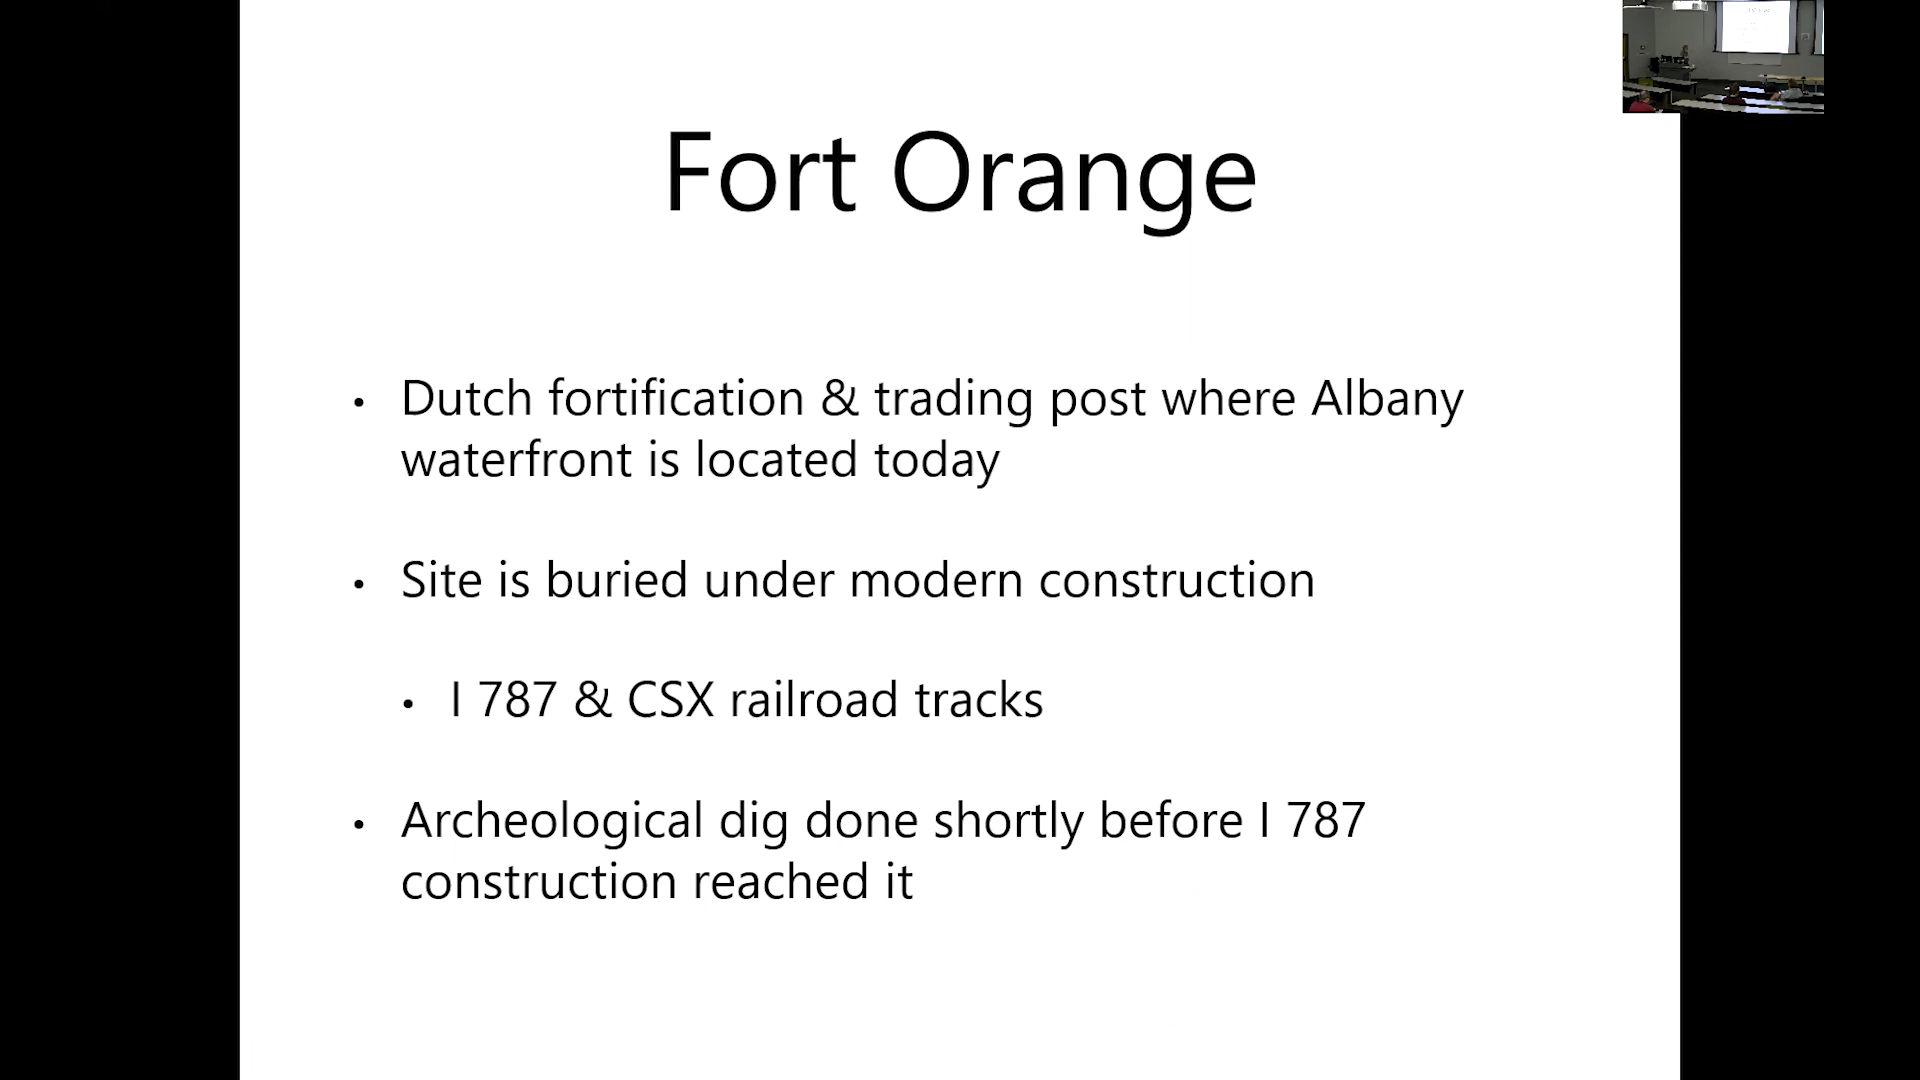 Fort Orange
• Dutch fortification & trading post where Albany
waterfront is located today
• Site is buried under modern construction
• I 787 & CSX railroad tracks
• Archeological dig done shortly before I 787
construction reached it